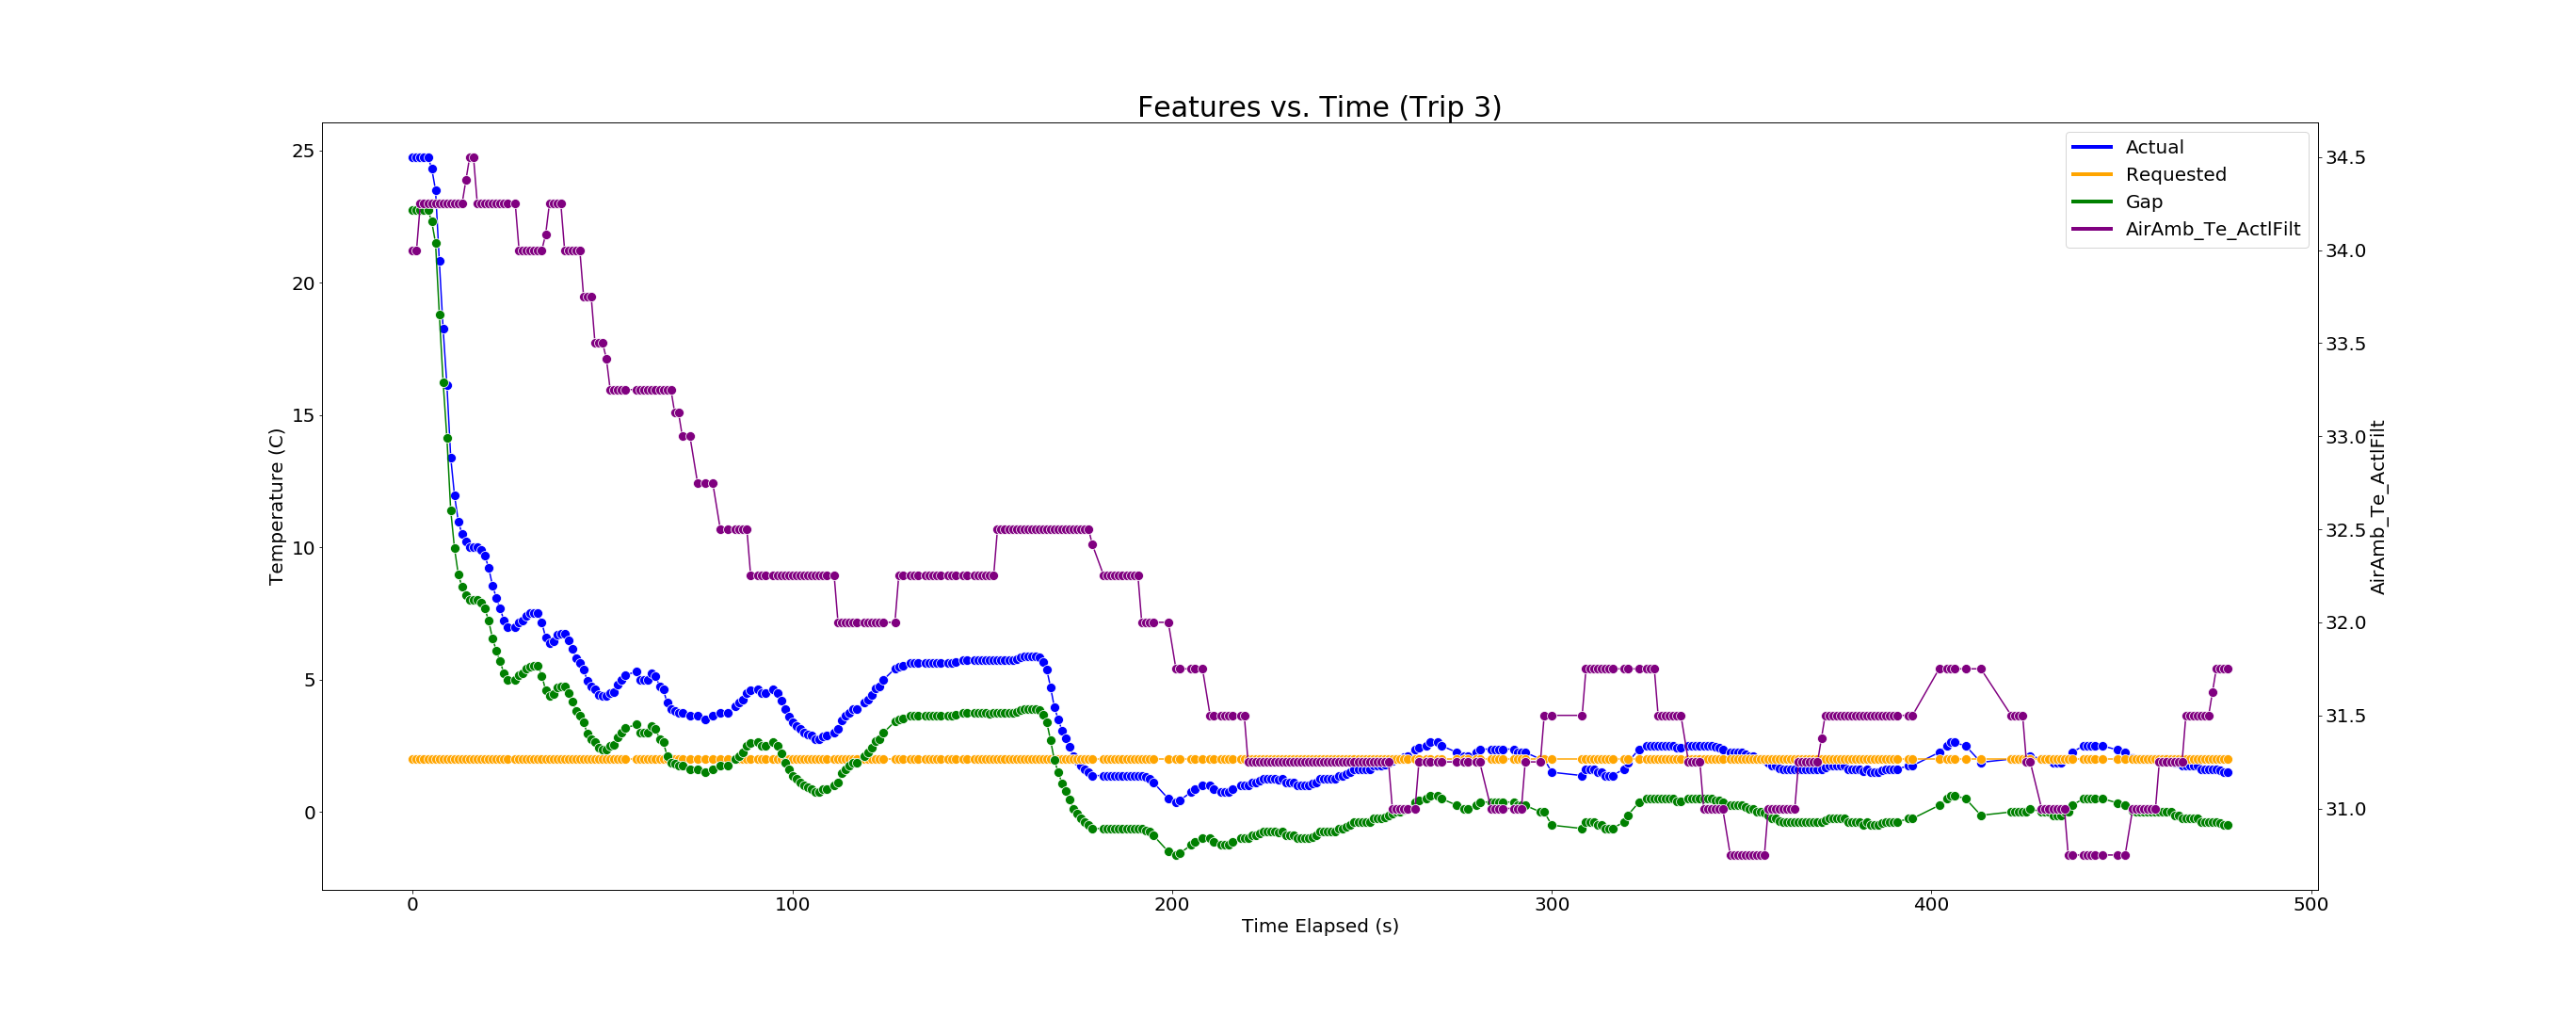 Features vs. Time (Trip 3)
Actual
Requested
Gap
AirAmb_Te_ActlFilt
25
20
15
10
5
0
Temperature (C)
34.5
34.0
33.5
33.0
32.5
32.0
31.5
31.0
AirAmb_Te_ActlFilt
0 100 200 300 400 500
Time Elapsed (s)